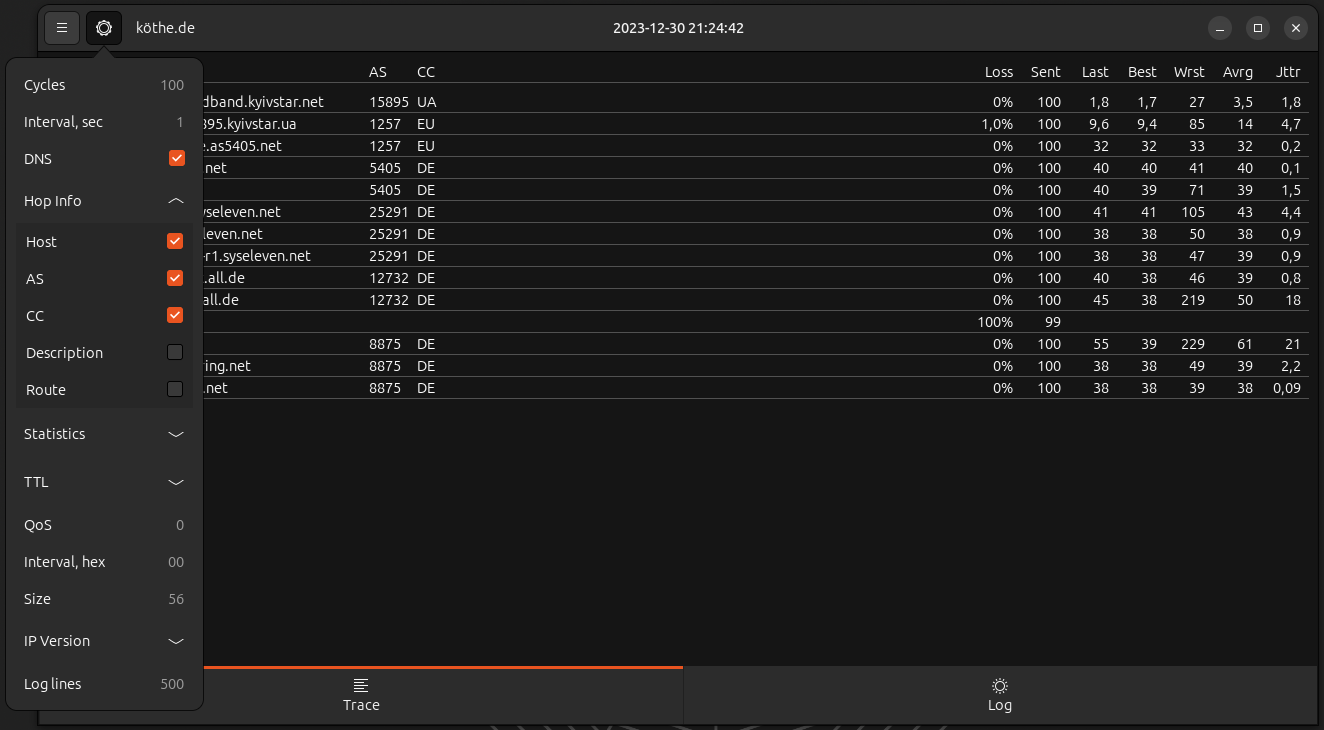 köthe.de 2023-12-30 21:24:42
Cycles 100
Interval, sec 1
DNS
Hop Info
Host
AS
CC
Description
Route
Statistics
TTL
QoS 0
Interval, hex 00
Size 56
IP Version
Log lines 500
AS CC Loss Sent Last Best Wrst Avrg Jttr
dband.kyivstar.net 15895 UA 0% 100 1,8 1,7 27 3,5 1,8
895.kyivstar.ua 1257 EU 1,0% 100 9,6 9,4 85 14 4,7
e.as5405.net 1257 EU 0% 100 32 32 33 32 0,2
.net 5405 DE 0% 100 40 40 41 40 0,1
5405 DE 0% 100 40 39 71 39 1,5
yseleven.net 25291 DE 0% 100 41 41 105 43 4,4
leven.net 25291 DE 0% 100 38 38 50 38 0,9
-r1.syseleven.net 25291 DE 0% 100 38 38 47 39 0,9
.all.de 12732 DE 0% 100 40 38 46 39 0,8
all.de 12732 DE 0% 100 45 38 219 50 18
100% 99
8875 DE 0% 100 55 39 229 61 21
ring.net 8875 DE 0% 100 38 38 49 39 2,2
.net 8875 DE 0% 100 38 38 39 38 0,09
Trace
Log